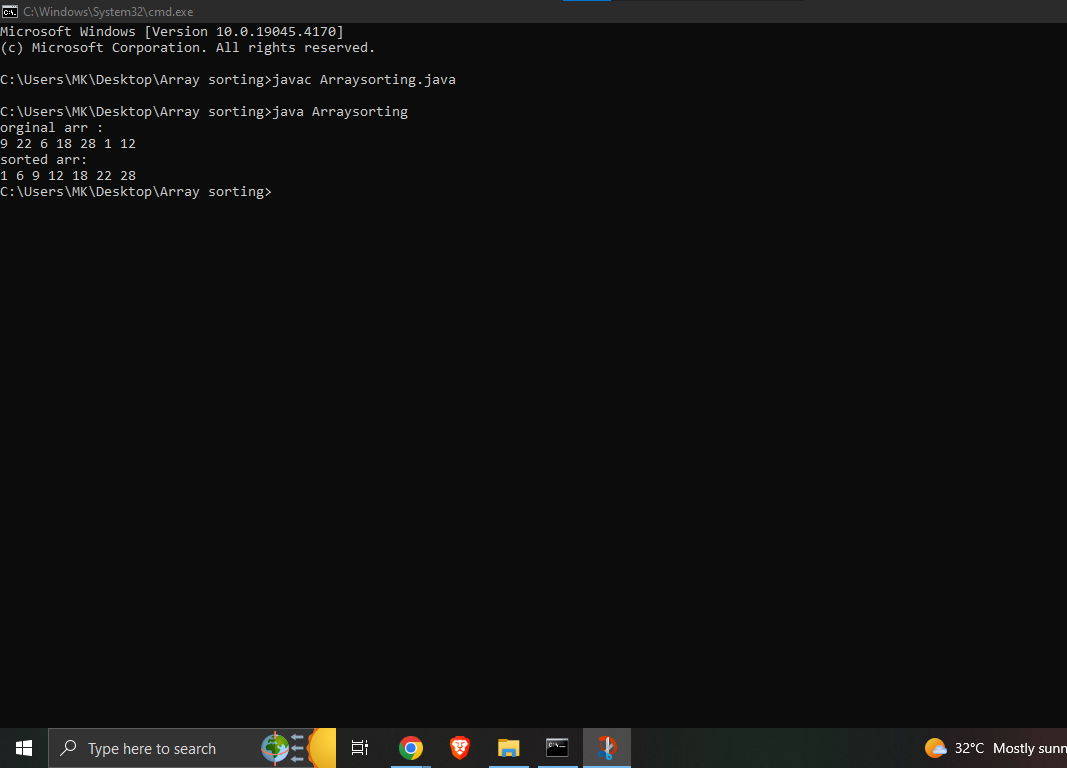 C:\Windows\System32\cmd.exe
Microsoft Windows [Version 10.0.19045.4170]
(c) Microsoft Corporation. All rights reserved.
C:\Users\MK\Desktop\Array sorting>javac Arraysorting.java
C:\Users\MK\Desktop\Array sorting>java Arraysorting
orginal arr :
9 22 6 18 28 1 12
sorted arr:
1 6 9 12 18 22 28
C:\Users\MK\Desktop\Array sorting>
Type here to search
32°C Mostly sunn